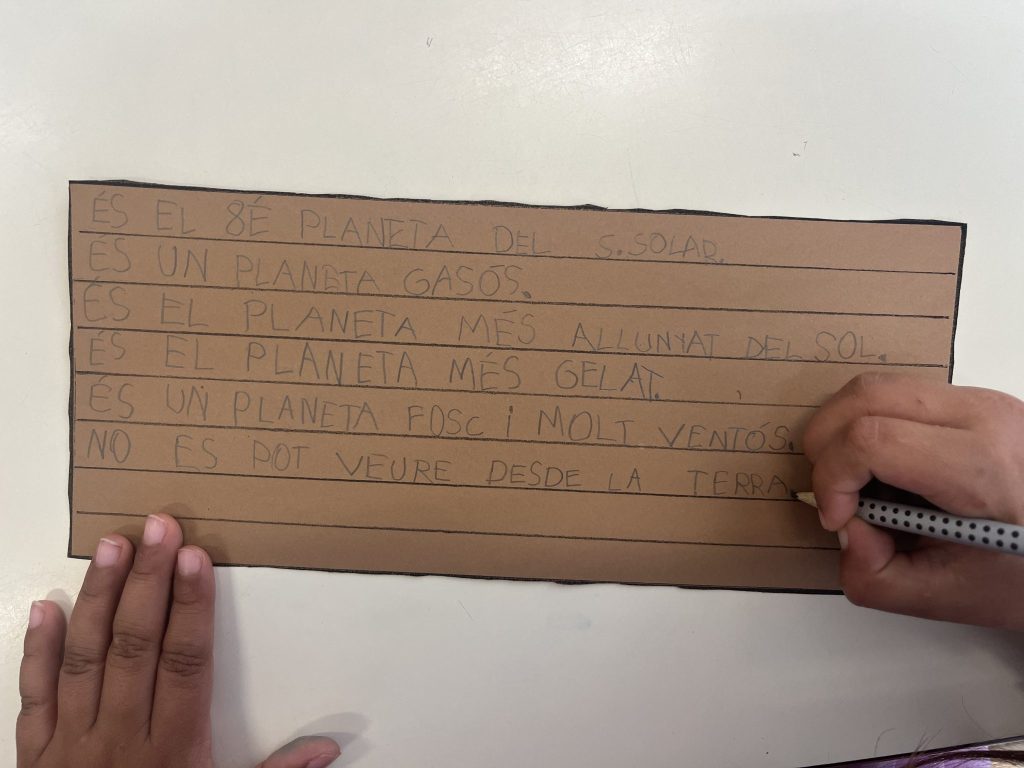 ÉS EL 8É PLANETA DEL S.SOLAR.
ÉS UN PLANETA GASÓS.
ÉS EL PLANETA MÉS ALLUNYAT DEL SOL.
ÉS EL PLANETA MÉS GELAT.
ÉS UN PLANETA FOSC i MOLT VENTÓS.
NO ES POT VEURE DESDE LA TERRA